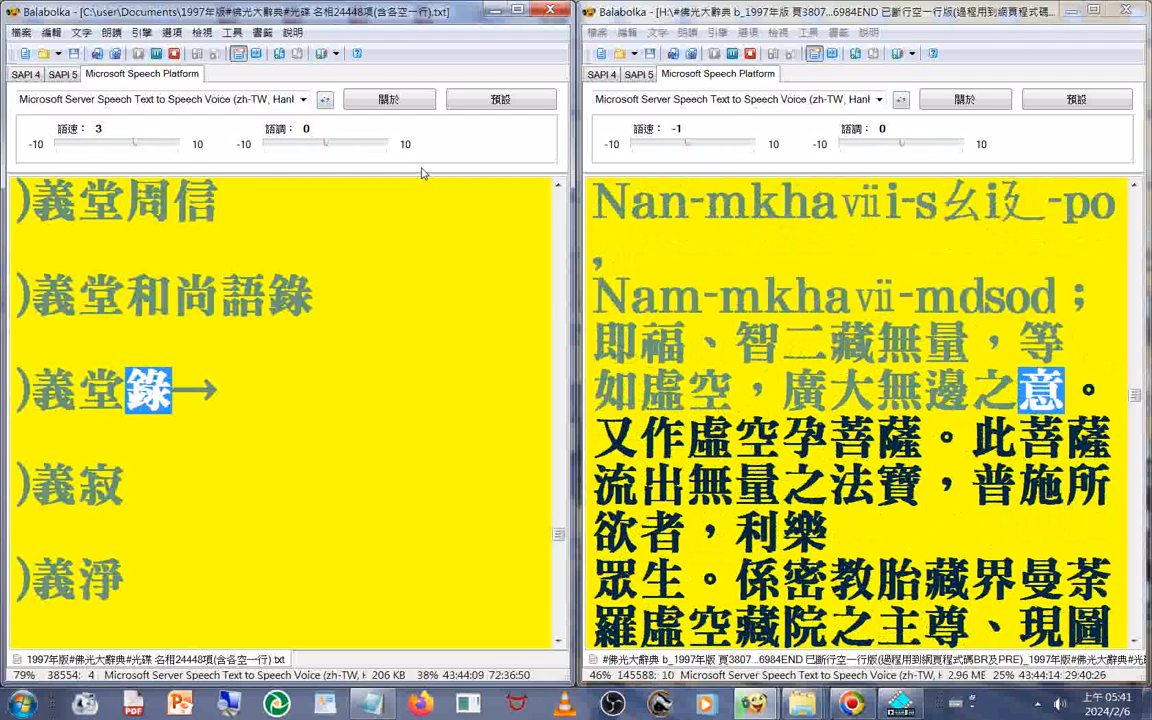 Balabolka - [C:\user\Documents\1997年版#佛光大辭典#光碟 名相24448項(含各空一行).txt]
檔案 編輯 文字 朗讀 引擎 選項 檢視 工具 書籤 說明
SAPI 4 SAPI 5 Microsoft Speech Platform
Microsoft Server Speech Text to Speech Voice (zh-TW, Hanl
關於 預設
語速： 3 語調： 0
-10 10 -10 10
)義堂周信
)義堂和尚語錄
)義堂錄→
)義寂
)義淨
1997年版#佛光大辭典#光碟 名相24448項(含各空一行).txt
79% 38554: 4 Microsoft Server Speech Text to Speech Voice (zh-TW, H 206 KB 38% 43:44:09 72:36:50
Balabolka - [H:\#佛光大辭典 b_1997年版 頁3807...6984END 已斷行空一行版(過程用到網頁程式碼...
檔案 編輯 文字 朗讀 引擎 選項 檢視 工具 書籤 說明
SAPI 4 SAPI 5 Microsoft Speech Platform
Microsoft Server Speech Text to Speech Voice (zh-TW, Hanl
關於 預設
語速： -1 語調： 0
-10 10 -10 10
Nan-mkhaⅶi-s幺i廴-po
，
Nam-mkhaⅶ-mdsod；
即福、智二藏無量，等
如虛空，廣大無邊之意。
又作虛空孕菩薩。此菩薩
流出無量之法寶，普施所
欲者，利樂
眾生。係密教胎藏界曼荼
羅虛空藏院之主尊、現圖
#佛光大辭典 b_1997年版 頁3807...6984END 已斷行空一行版(過程用到網頁程式碼BR及PRE)_1997年版#光
46% 145588: 10 Microsoft Server Speech Text to Speech Voice (zh-TW, H 2.96 ME 25% 43:44:14 29:40:26
PDF
上午 05:41
2024/2/6